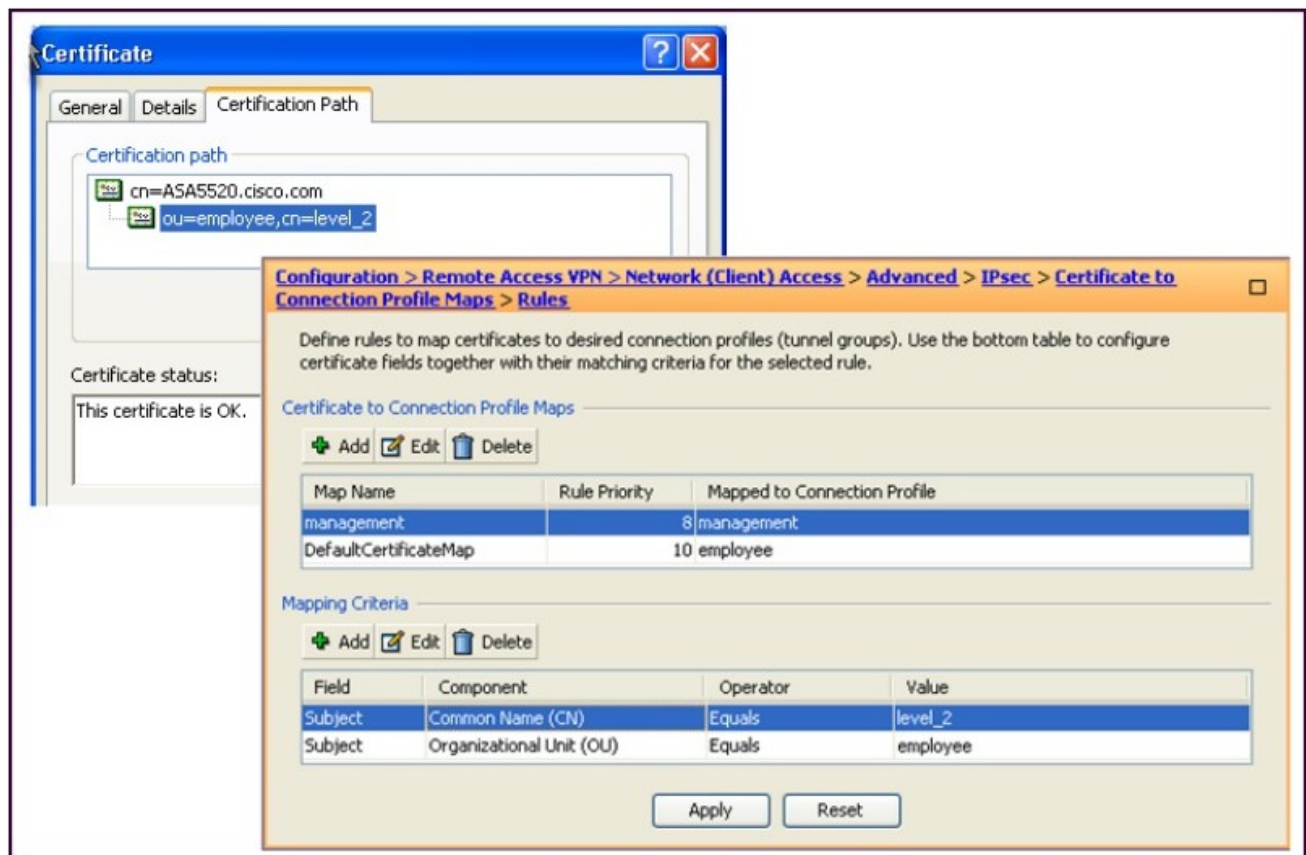 Certificate
General Details Certification Path
Certification path
cn=ASA5520.cisco.com
ou=employee,cn=level_2
Certificate status:
This certificate is OK.
Configuration > Remote Access VPN > Network (Client) Access > Advanced > IPsec > Certificate to
Connection Profile Maps > Rules
Define rules to map certificates to desired connection profiles (tunnel groups). Use the bottom table to configure
certificate fields together with their matching criteria for the selected rule.
Certificate to Connection Profile Maps
Add Edit Delete
Map Name Rule Priority Mapped to Connection Profile
management 8 management
DefaultCertificateMap 10 employee
Mapping Criteria
Add Edit Delete
Field Component Operator Value
Subject Common Name (CN) Equals level_2
Subject Organizational Unit (OU) Equals employee
Apply Reset